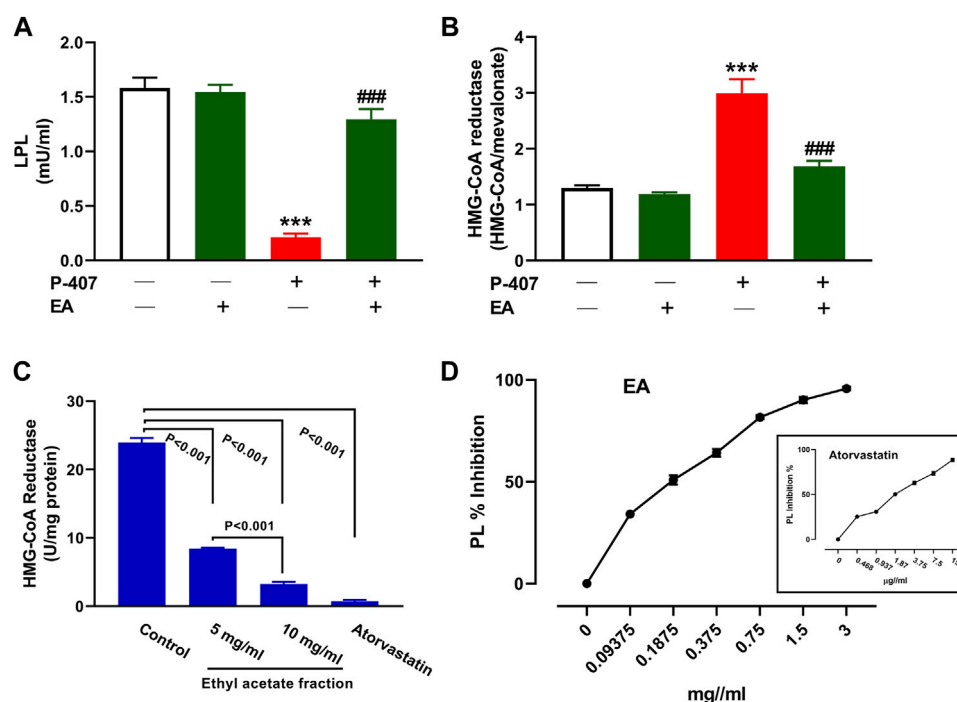 A
LPL
(mU/ml)
2.0
1.5
1.0
0.5
0.0
***
###
P-407 — — + +
EA — + — +
B
HMG-CoA reductase
(HMG-CoA/mevalonate)
4
3
2
1
0
***
###
P-407 — — + +
EA — + — +
C
HMG-CoA Reductase
(U/mg protein)
30
20
10
0
P<0.001
P<0.001
P<0.001
P<0.001
Control
5 mg/ml
10 mg/ml
Atorvastatin
Ethyl acetate fraction
D
EA
PL % Inhibition
100
50
0
0
0.09375
0.1875
0.375
0.75
1.5
3
mg//ml
Atorvastatin
PL Inhibition %
100
50
0
0
0.468
0.937
1.87
3.75
7.5
µg//ml